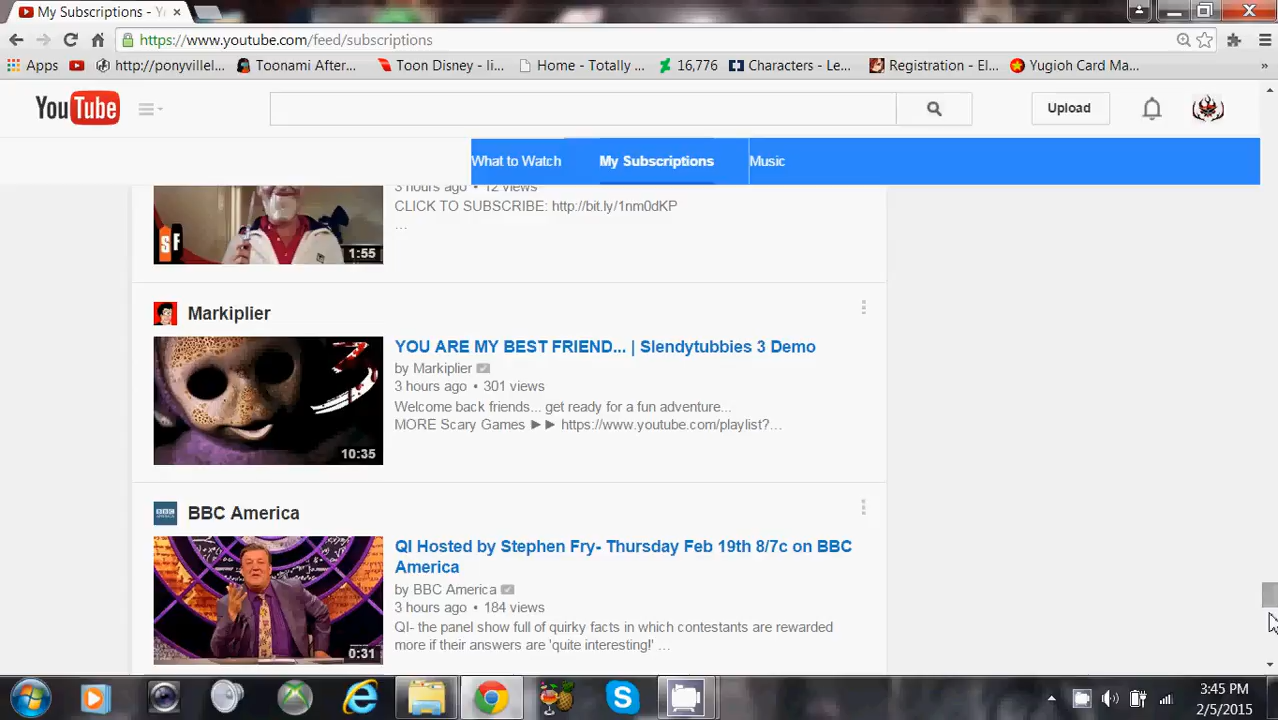 My Subscriptions - Y
https://www.youtube.com/feed/subscriptions
Apps
http://ponyvillel...
Toonami After...
Toon Disney - li...
Home - Totally ...
16,776
Characters - Le...
Registration - El...
Yugioh Card Ma...
»
YouTube
Upload
What to Watch
My Subscriptions
Music
3 hours ago • 12 views
CLICK TO SUBSCRIBE: http://bit.ly/1nm0dKP
...
SF
1:55
Markiplier
YOU ARE MY BEST FRIEND... | Slendytubbies 3 Demo
by Markiplier
3 hours ago • 301 views
Welcome back friends... get ready for a fun adventure...
MORE Scary Games ►► https://www.youtube.com/playlist?...
3
10:35
BBC America
QI Hosted by Stephen Fry- Thursday Feb 19th 8/7c on BBC
America
by BBC America
3 hours ago • 184 views
QI- the panel show full of quirky facts in which contestants are rewarded
more if their answers are 'quite interesting!' ...
0:31
3:45 PM
2/5/2015